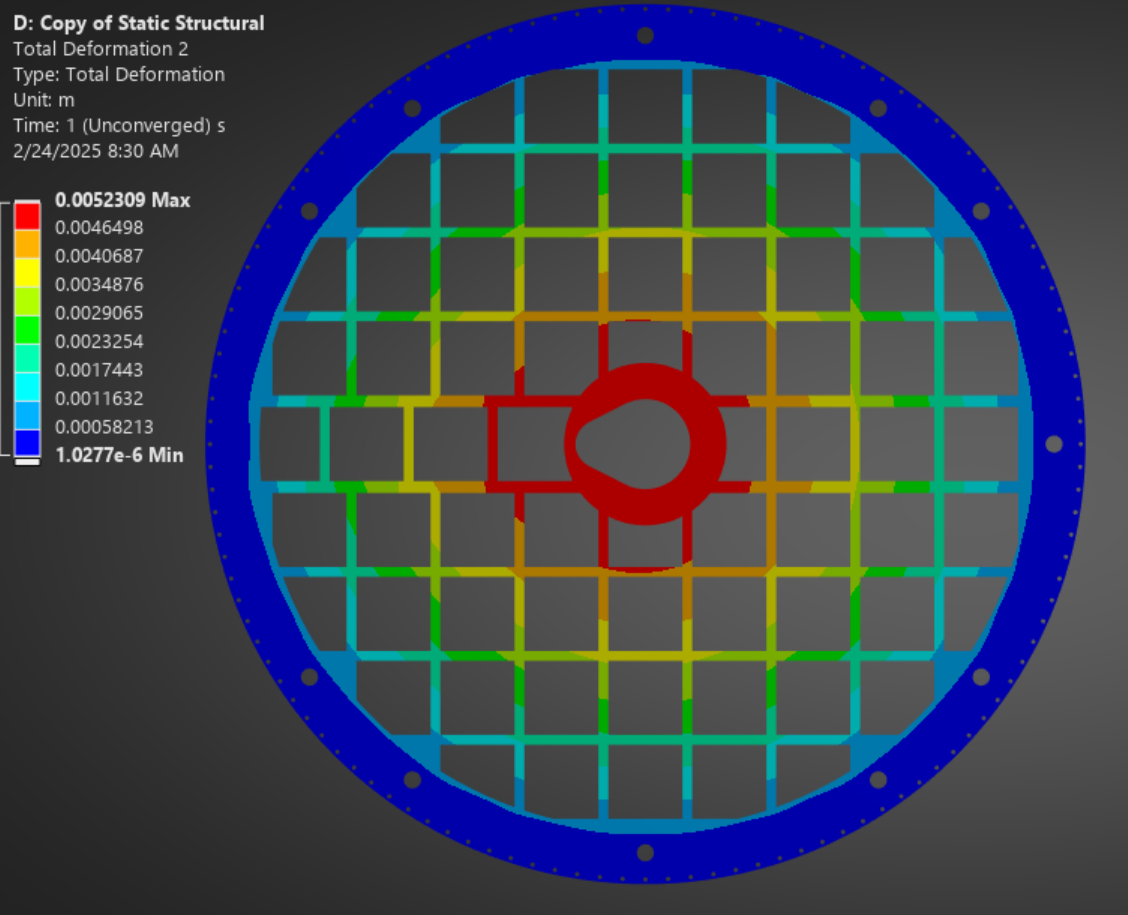 D: Copy of Static Structural
Total Deformation 2
Type: Total Deformation
Unit: m
Time: 1 (Unconverged) s
2/24/2025 8:30 AM
0.0052309 Max
0.0046498
0.0040687
0.0034876
0.0029065
0.0023254
0.0017443
0.0011632
0.00058213
1.0277e-6 Min